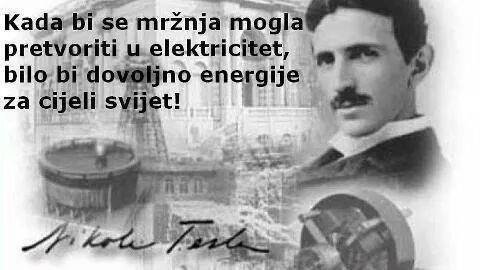 Kada bi se mržnja mogla
pretvoriti u elektricitet,
bilo bi dovoljno energije
za cijeli svijet!
Nikola Tesla